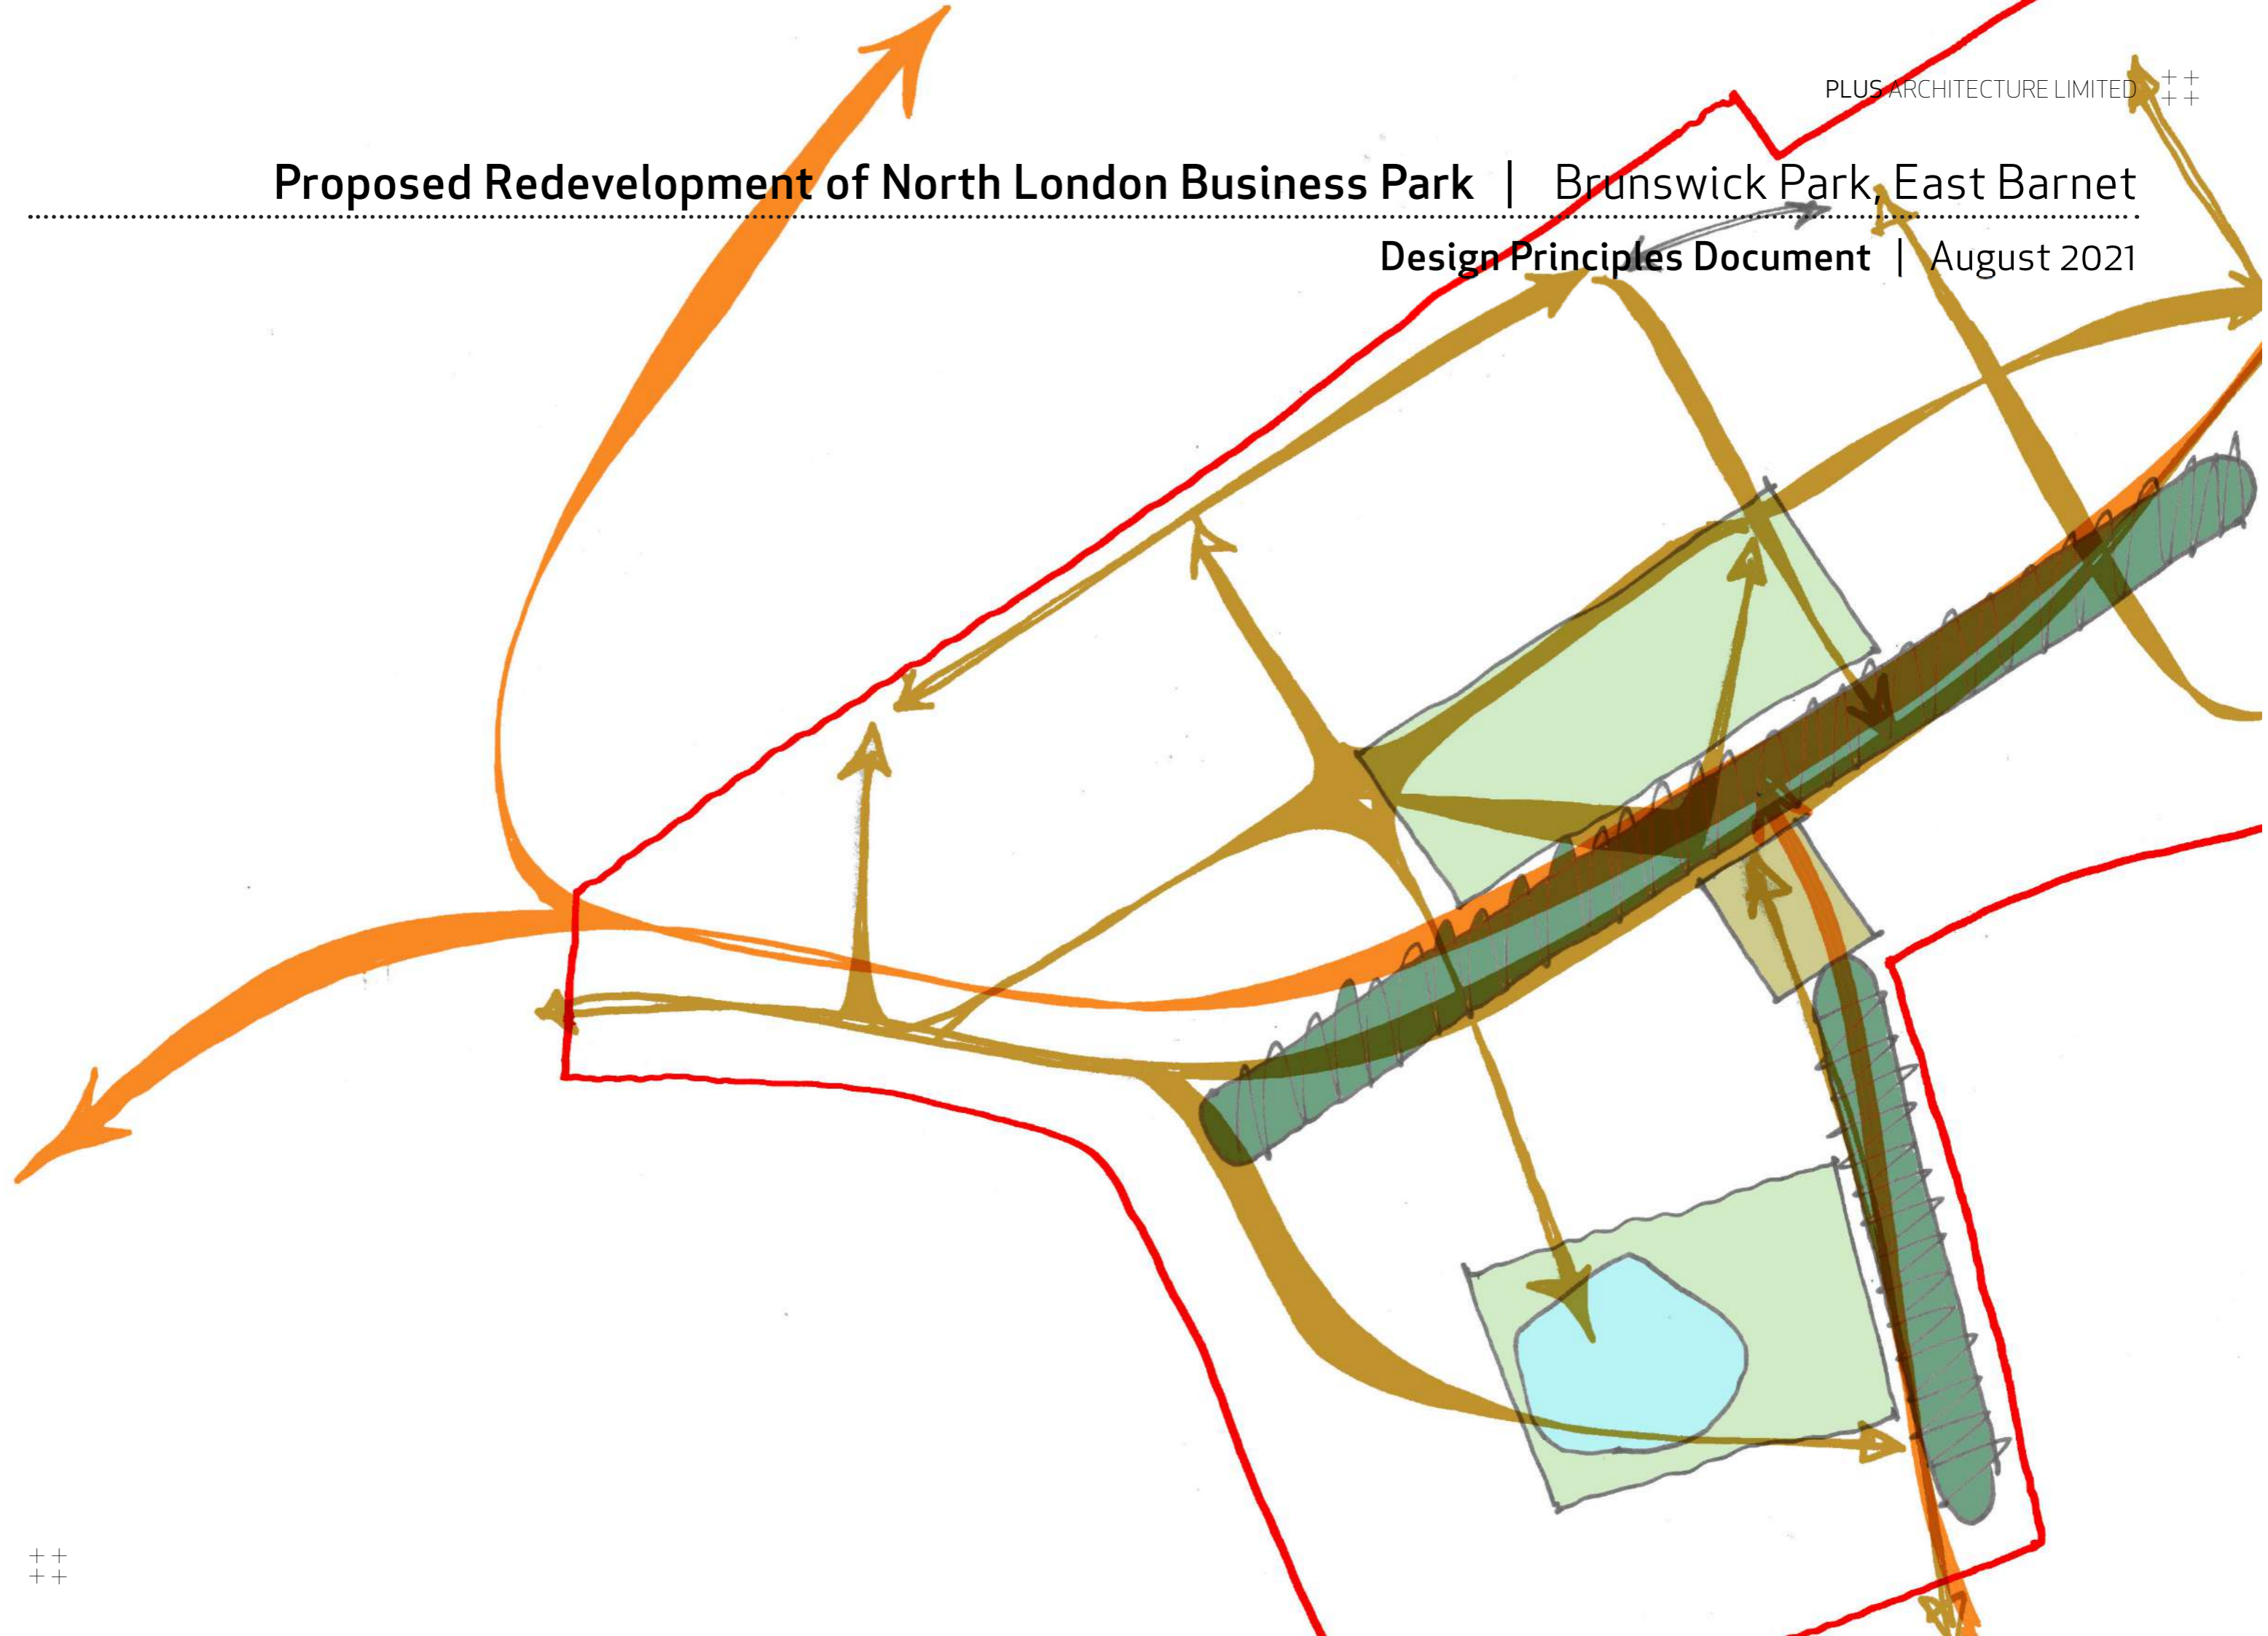 PLUS ARCHITECTURE LIMITED
Proposed Redevelopment of North London Business Park | Brunswick Park, East Barnet
Design Principles Document | August 2021